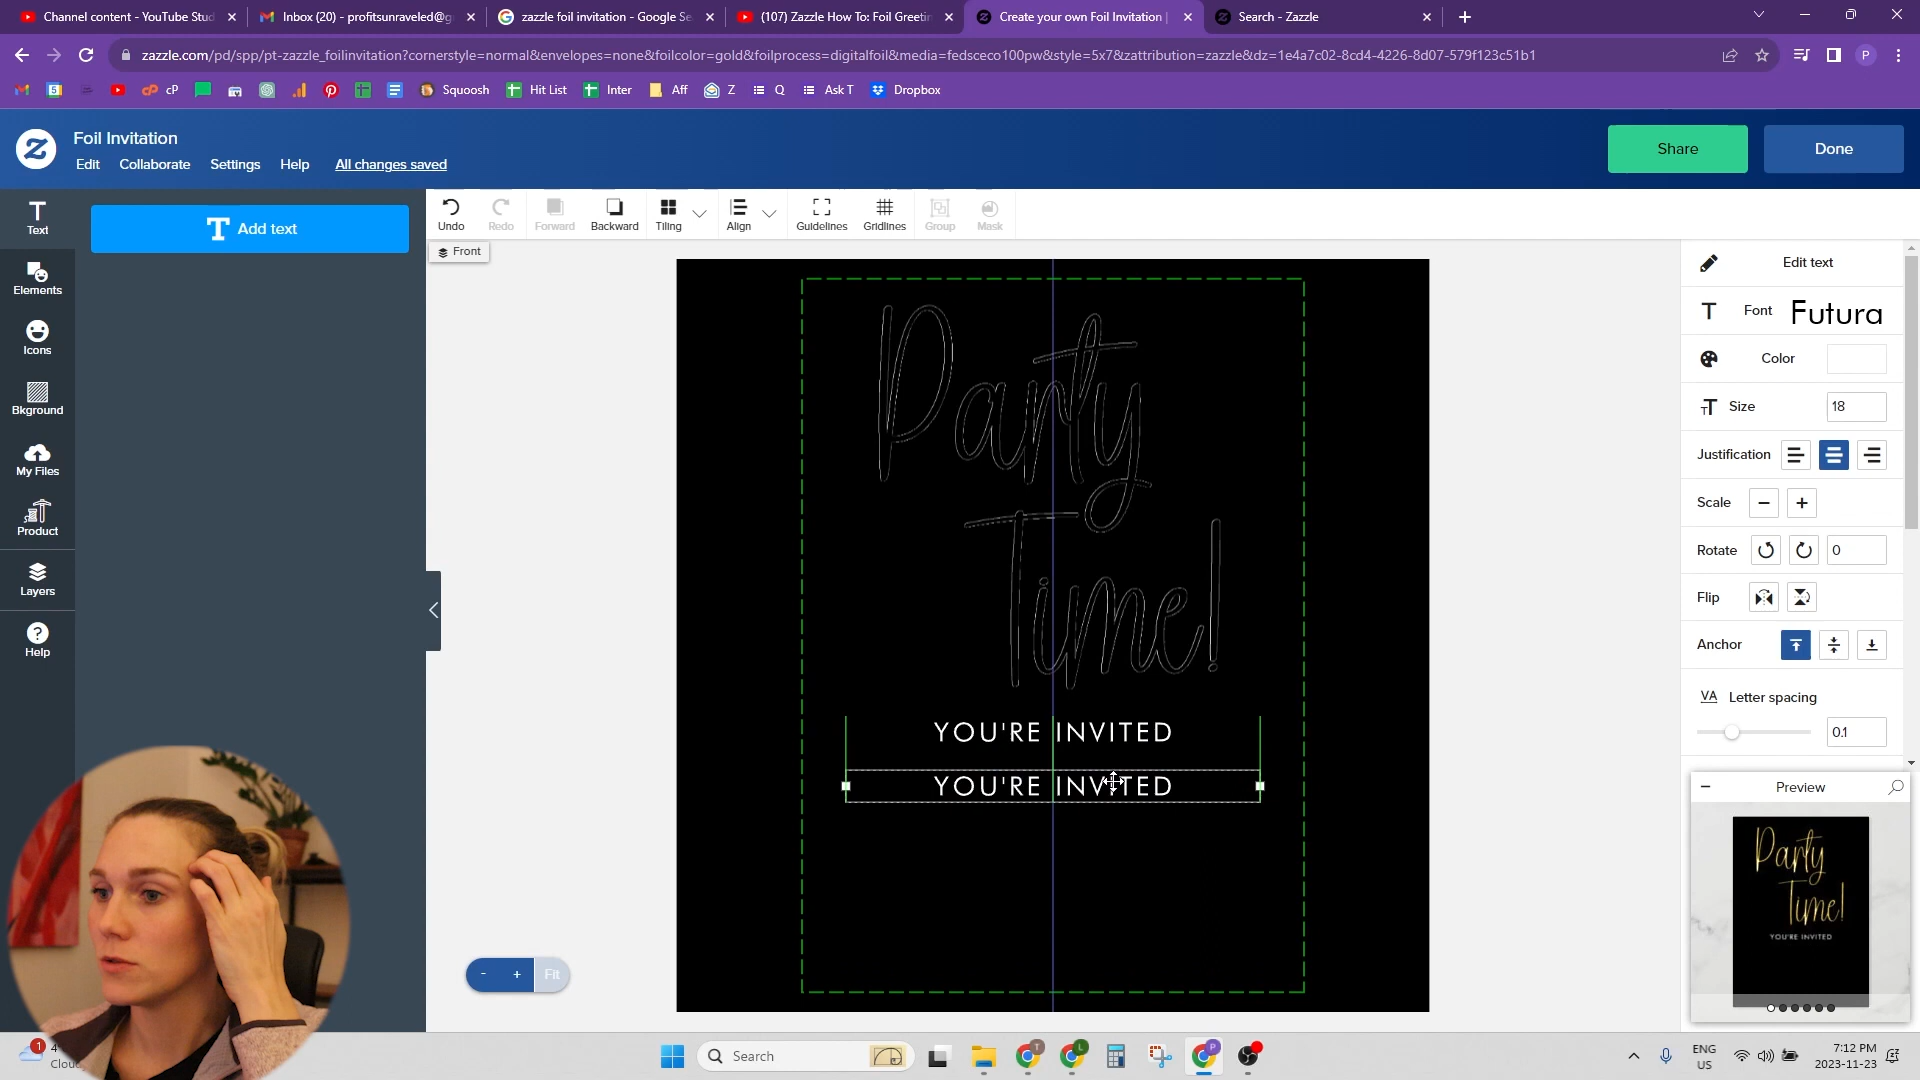 Channel content - YouTube Stud
Inbox (20) - profitsunraveled@g
zazzle foil invitation - Google Se
(107) Zazzle How To: Foil Greetin
Create your own Foil Invitation |
Search - Zazzle
zazzle.com/pd/spp/pt-zazzle_foilinvitation?cornerstyle=normal&envelopes=none&foilcolor=gold&foilprocess=digitalfoil&media=fedsceco100pw&style=5x7&zattribution=zazzle&dz=1e4a7c02-8cd4-4226-8d07-579f123c51b1
P
cP
Squoosh
Hit List
Inter
Aff
Z
Q
Ask T
Dropbox
Foil Invitation
Edit Collaborate Settings Help All changes saved
Share
Done
Text
Elements
Icons
Bkground
My Files
Product
Layers
Help
Add text
Undo
Redo
Forward
Backward
Tiling
Align
Guidelines
Gridlines
Group
Mask
Front
Party
Time!
YOU'RE INVITED
YOU'RE INVITED
- + Fit
Edit text
Font Futura
Color
Size 18
Justification
Scale
Rotate 0
Flip
Anchor
VA Letter spacing
0.1
Preview
Party
Time!
YOU'RE INVITED
1
Search
T
L
P
ENG
US
7:12 PM
2023-11-23